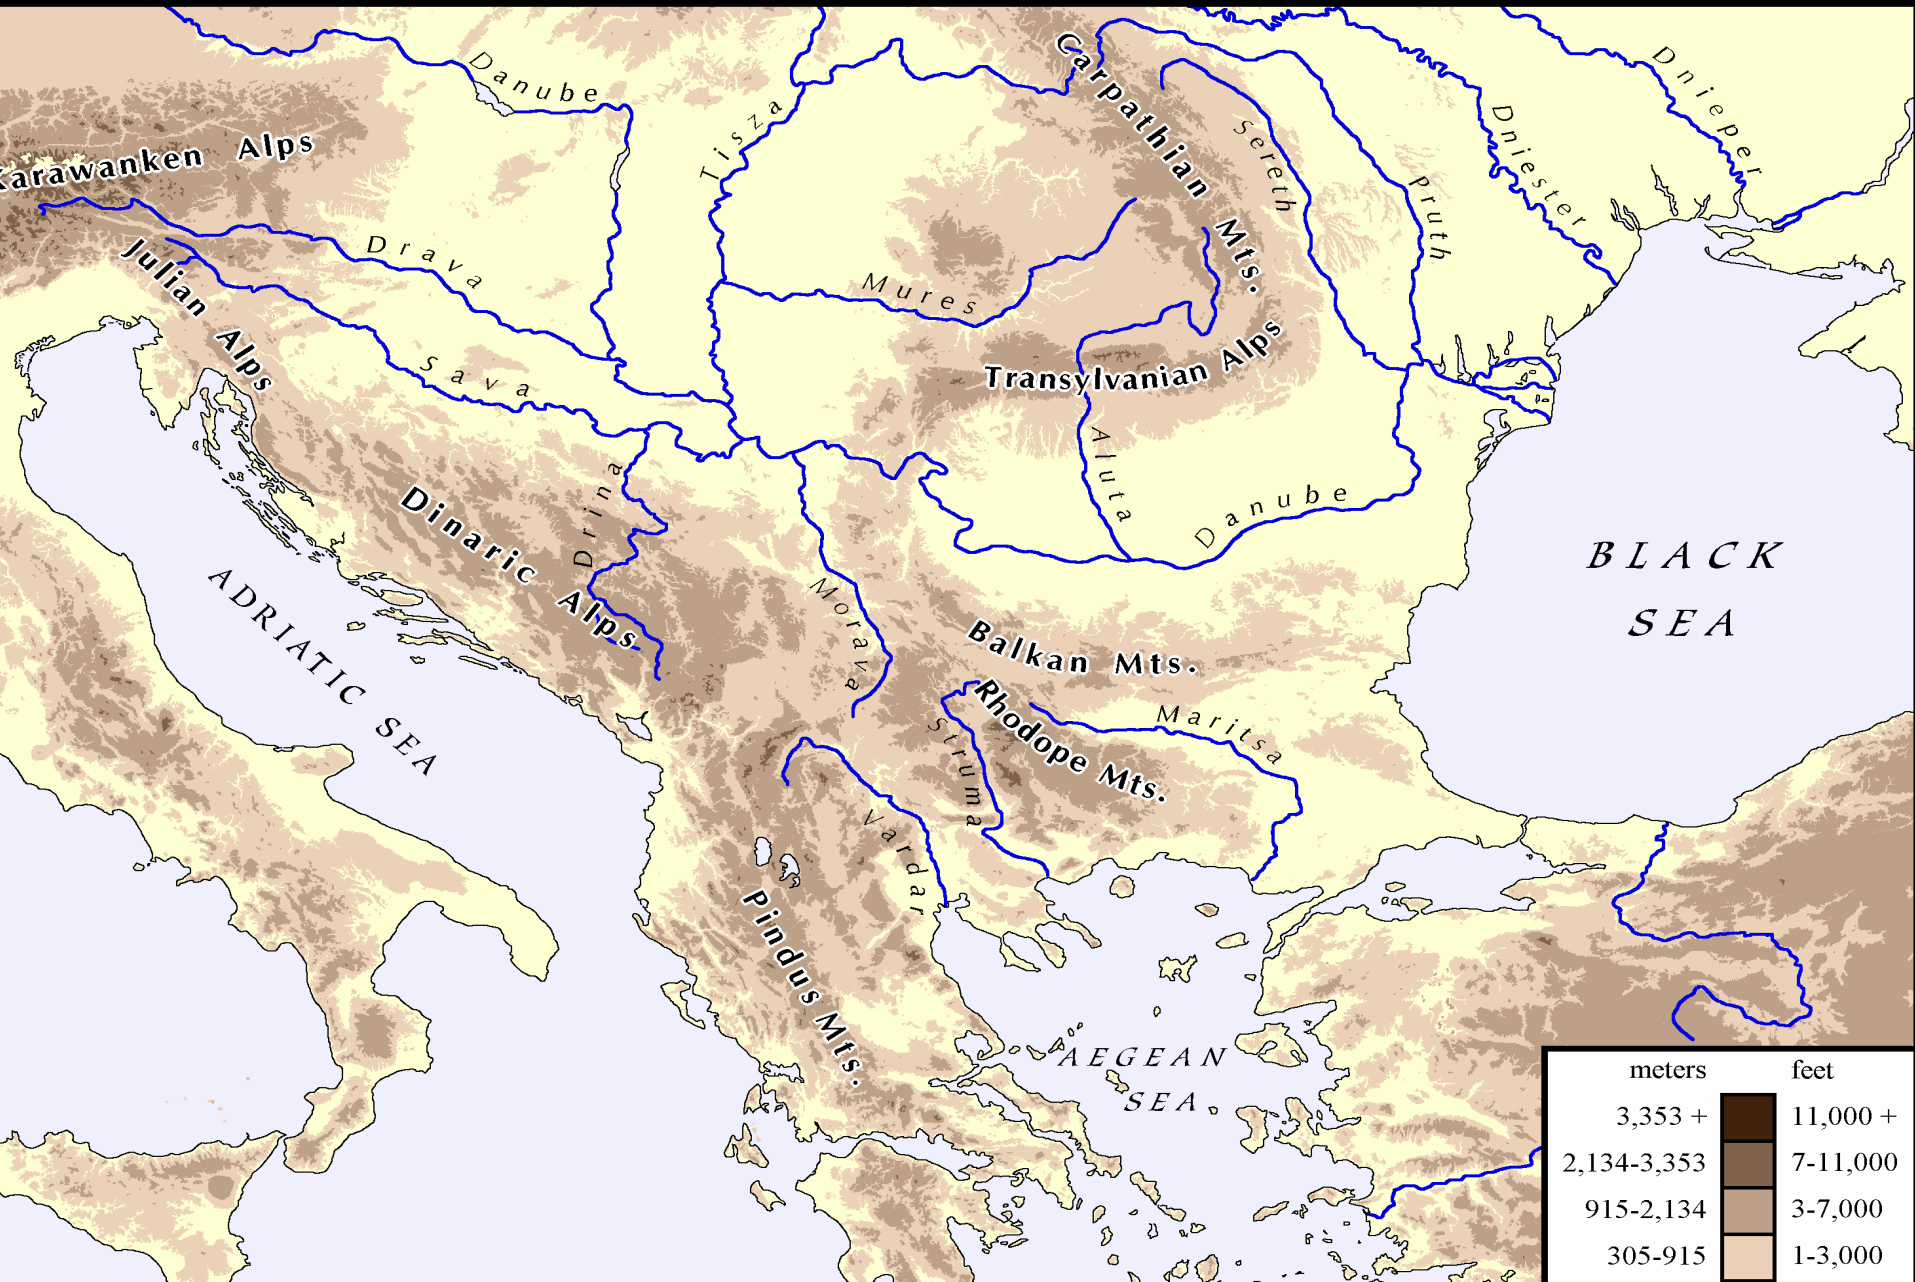 Danube
Tisza
Carpathian Mts.
Sereth
Pruth
Dniester
Dnieper
Karawanken Alps
Drava
Julian Alps
Mures
Sava
Transylvanian Alps
Aluta
Danube
Drina
Dinaric Alps
Morava
BLACK
SEA
ADRIATIC SEA
Balkan Mts.
Rhodope Mts.
Maritsa
Struma
Vardar
Pindus Mts.
AEGEAN
SEA
meters feet
3,353 + 11,000 +
2,134-3,353 7-11,000
915-2,134 3-7,000
305-915 1-3,000